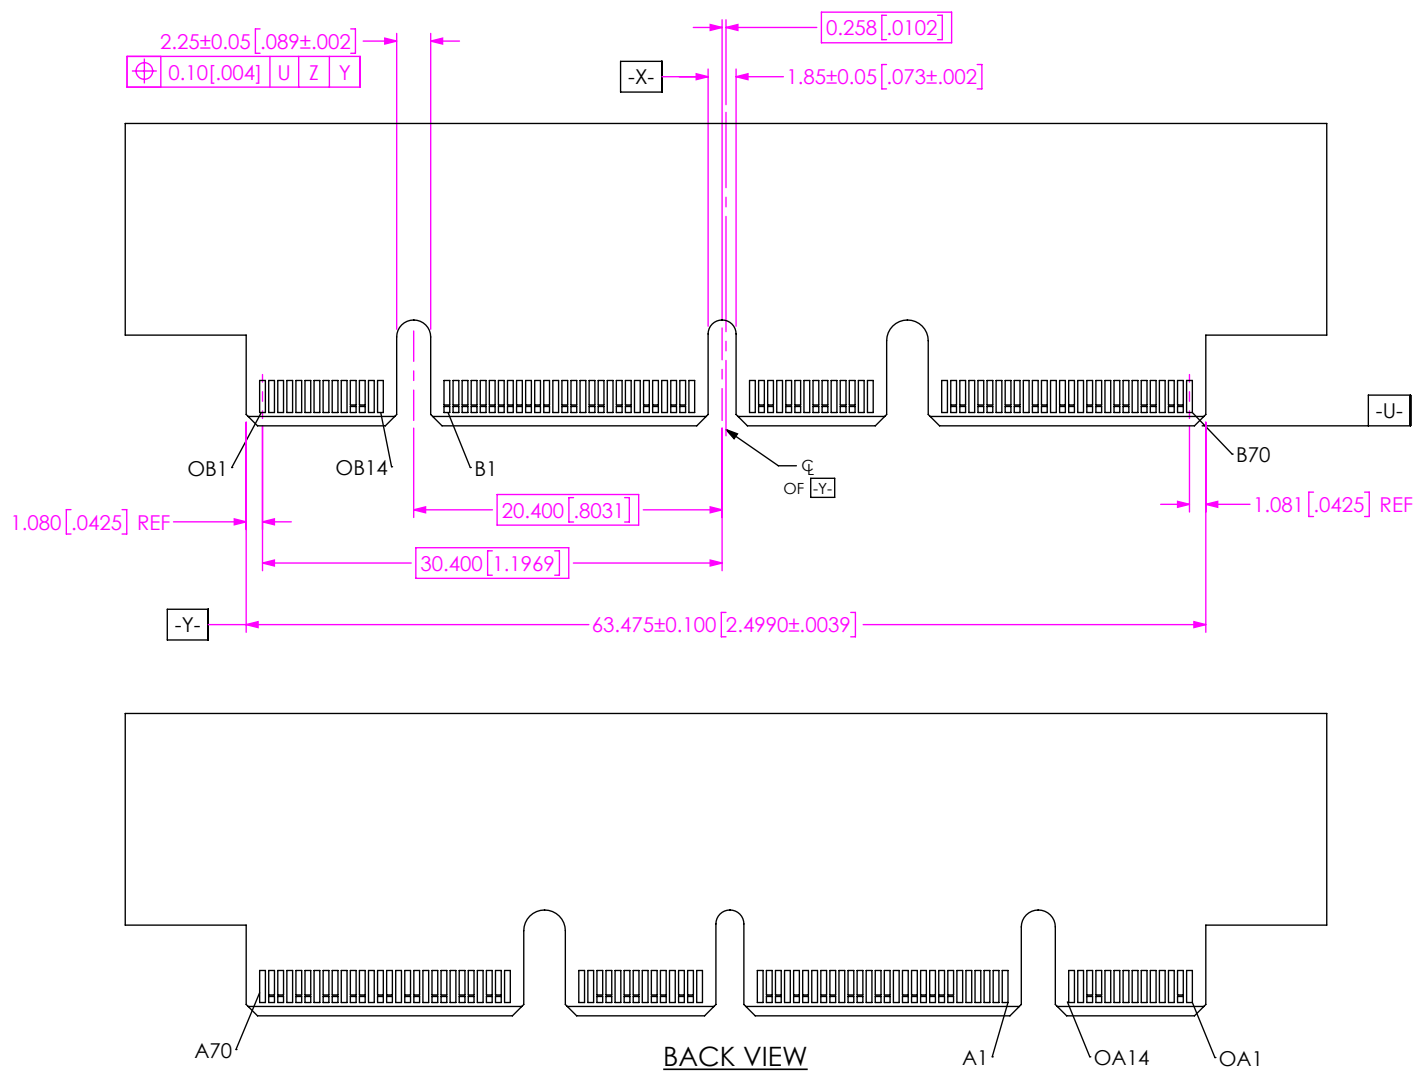 0.258[.0102]
2.25±0.05[.089±.002]
0.10[.004] U Z Y
-X-
1.85±0.05[.073±.002]
-U-
OB1
OB14
B1
B70
℄
OF -Y-
20.400[.8031]
1.080[.0425] REF
1.081[.0425] REF
30.400[1.1969]
-Y-
63.475±0.100[2.4990±.0039]
A70
A1
OA14
OA1
BACK VIEW